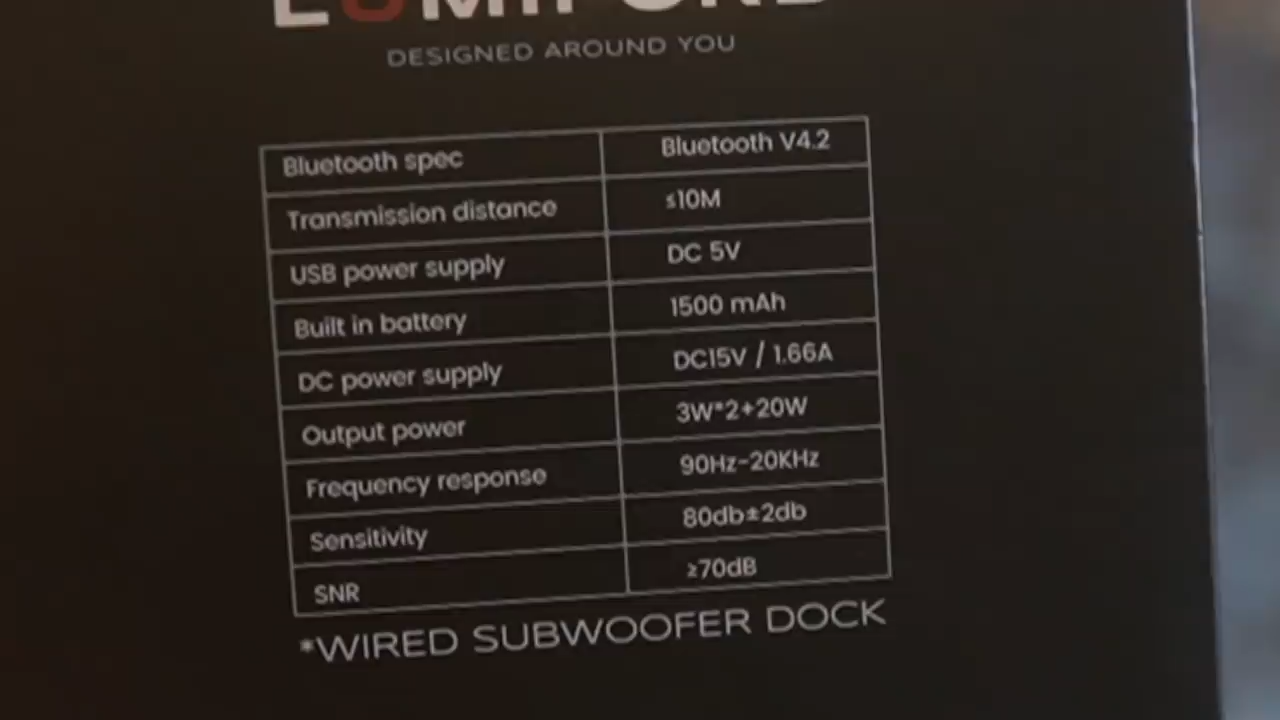 DESIGNED AROUND YOU
Bluetooth spec Bluetooth V4.2
Transmission distance ≤10M
USB power supply DC 5V
Built in battery 1500 mAh
DC power supply DC15V / 1.66A
Output power 3W*2+20W
Frequency response 90Hz-20KHz
Sensitivity 80db±2db
SNR ≥70dB
*WIRED SUBWOOFER DOCK